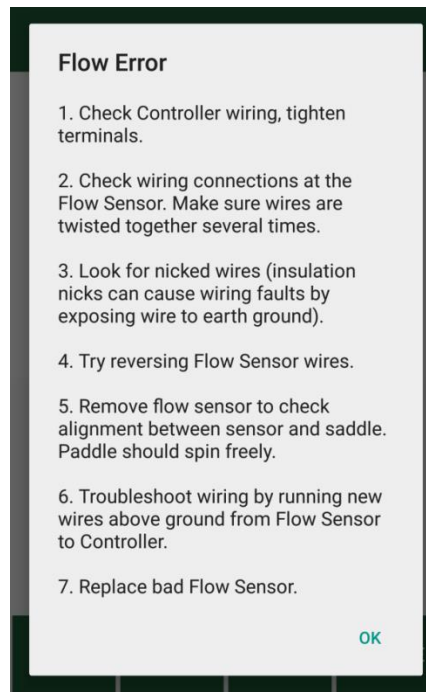 Flow Error
1. Check Controller wiring, tighten
terminals.
2. Check wiring connections at the
Flow Sensor. Make sure wires are
twisted together several times.
3. Look for nicked wires (insulation
nicks can cause wiring faults by
exposing wire to earth ground).
4. Try reversing Flow Sensor wires.
5. Remove flow sensor to check
alignment between sensor and saddle.
Paddle should spin freely.
6. Troubleshoot wiring by running new
wires above ground from Flow Sensor
to Controller.
7. Replace bad Flow Sensor.
OK